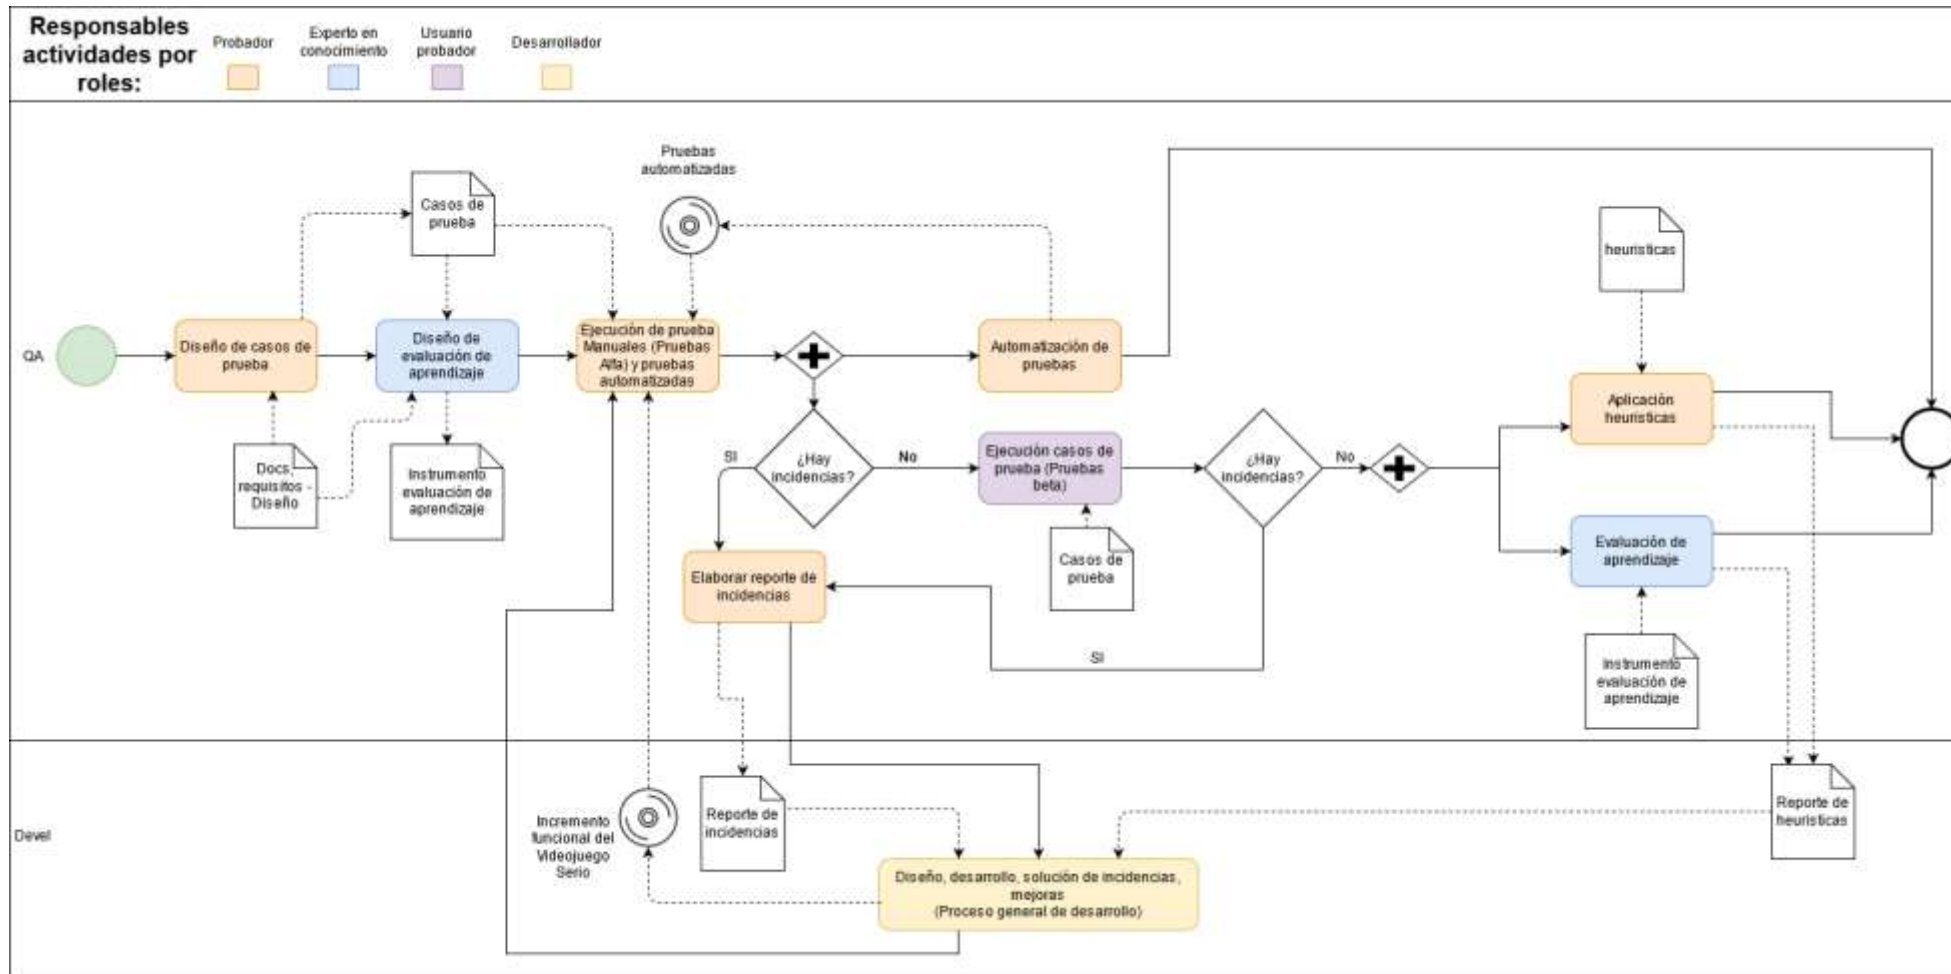 Responsables
actividades por
roles:
Probador
Experto en
conocimiento
Usuario
probador
Desarrollador
QA
Diseño de casos de
prueba
Docs,
requisitos -
Diseño
Casos de
prueba
Diseño de
evaluación de
aprendizaje
Instrumento
evaluación de
aprendizaje
Pruebas
automatizadas
Ejecución de prueba
Manuales (Pruebas
Alfa) y pruebas
automatizadas
Automatización de
pruebas
¿Hay
incidencias?
SI
No
Ejecución casos de
prueba (Pruebas
beta)
Casos de
prueba
¿Hay
incidencias?
No
SI
Elaborar reporte de
incidencias
heuristicas
Aplicación
heuristicas
Evaluación de
aprendizaje
Instrumento
evaluación de
aprendizaje
Devel
Incremento
funcional del
Videojuego
Serio
Reporte de
incidencias
Diseño, desarrollo, solución de incidencias,
mejoras
(Proceso general de desarrollo)
Reporte de
heuristicas